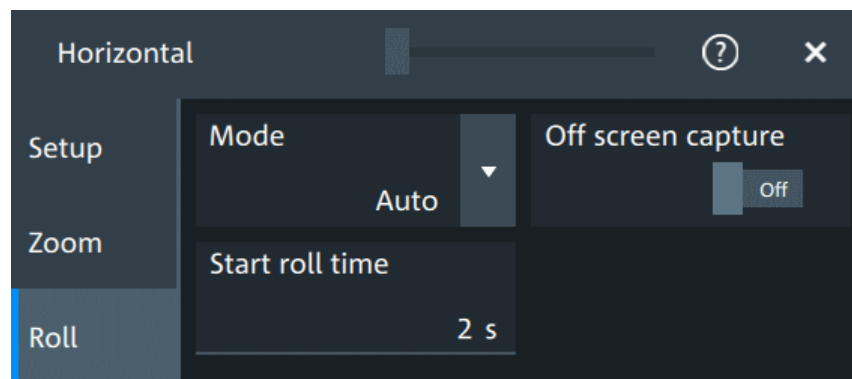 Horizontal
?
Setup
Zoom
Roll
Mode
Auto
Off screen capture
Off
Start roll time
2 s